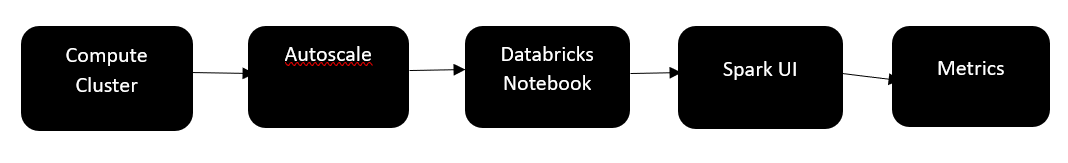 Compute
Cluster
Autoscale
Databricks
Notebook
Spark UI
Metrics